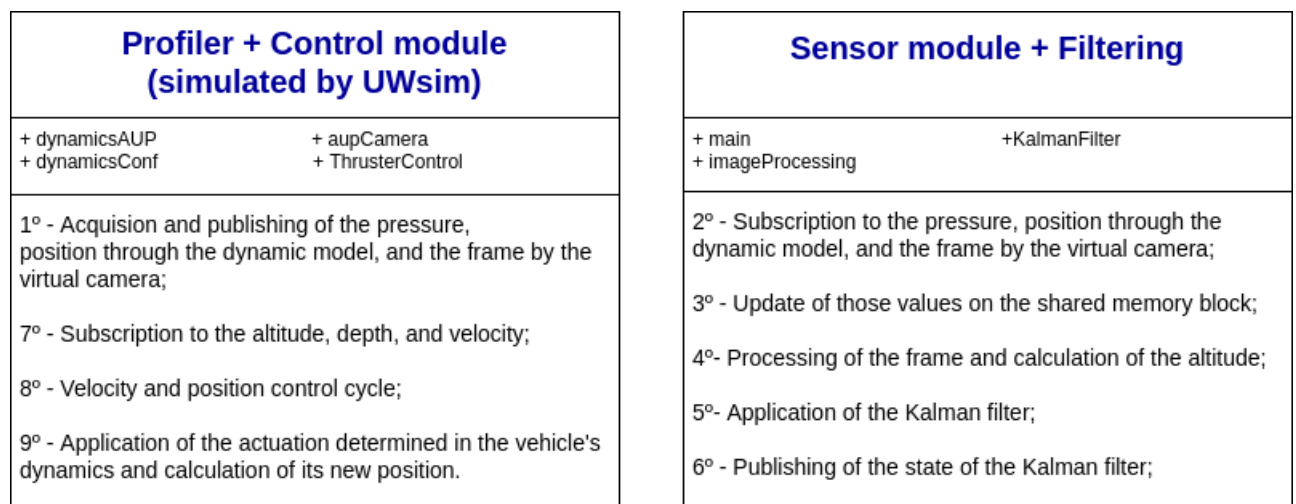 Profiler + Control module
(simulated by UWsim)
+ dynamicsAUP + aupCamera
+ dynamicsConf + ThrusterControl
1º - Acquision and publishing of the pressure,
position through the dynamic model, and the frame by the
virtual camera;
7º - Subscription to the altitude, depth, and velocity;
8º - Velocity and position control cycle;
9º - Application of the actuation determined in the vehicle's
dynamics and calculation of its new position.
Sensor module + Filtering
+ main +KalmanFilter
+ imageProcessing
2º - Subscription to the pressure, position through the
dynamic model, and the frame by the virtual camera;
3º - Update of those values on the shared memory block;
4º- Processing of the frame and calculation of the altitude;
5º- Application of the Kalman filter;
6º - Publishing of the state of the Kalman filter;